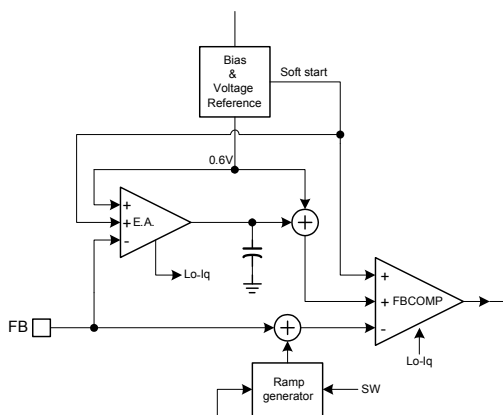 Bias
&
Voltage
Reference
Soft start
0.6V
+
+ E.A.
-
+
Lo-Iq
+
+ FBCOMP
-
FB
+
Lo-Iq
Ramp
generator
SW